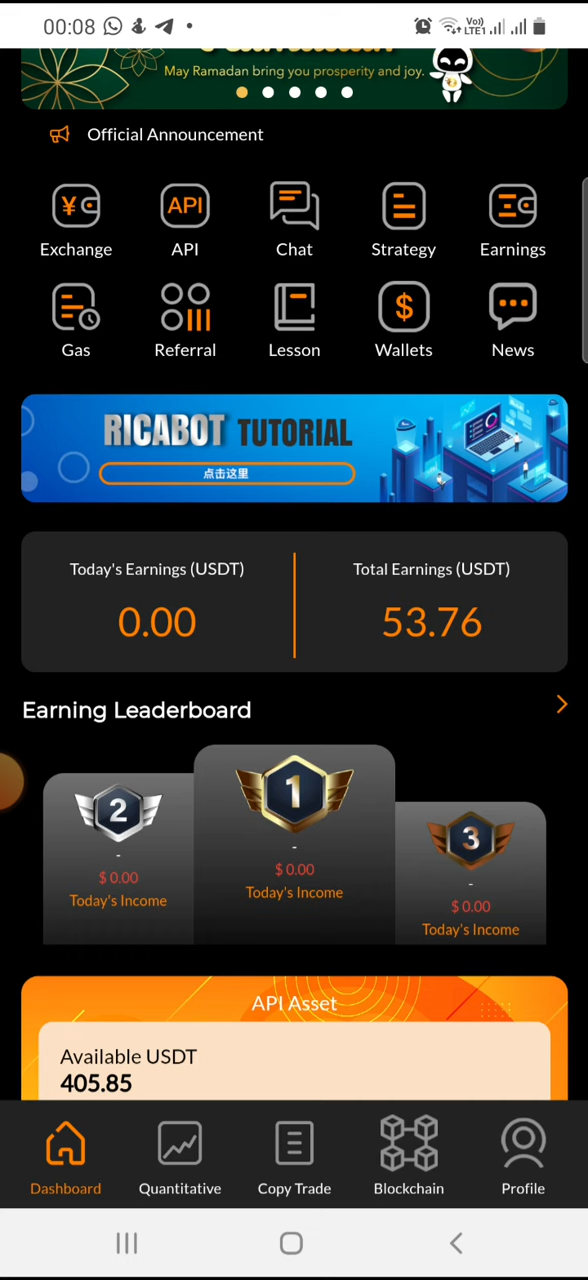 00:08
Vo))
LTE1
May Ramadan bring you prosperity and joy.
Official Announcement
¥ API
Exchange API Chat Strategy Earnings
$
Gas Referral Lesson Wallets News
RICABOT TUTORIAL
点击这里
Today's Earnings (USDT) Total Earnings (USDT)
0.00 53.76
Earning Leaderboard
2 1 3
- - -
$ 0.00 $ 0.00 $ 0.00
Today's Income Today's Income Today's Income
API Asset
Available USDT
405.85
Dashboard Quantitative Copy Trade Blockchain Profile